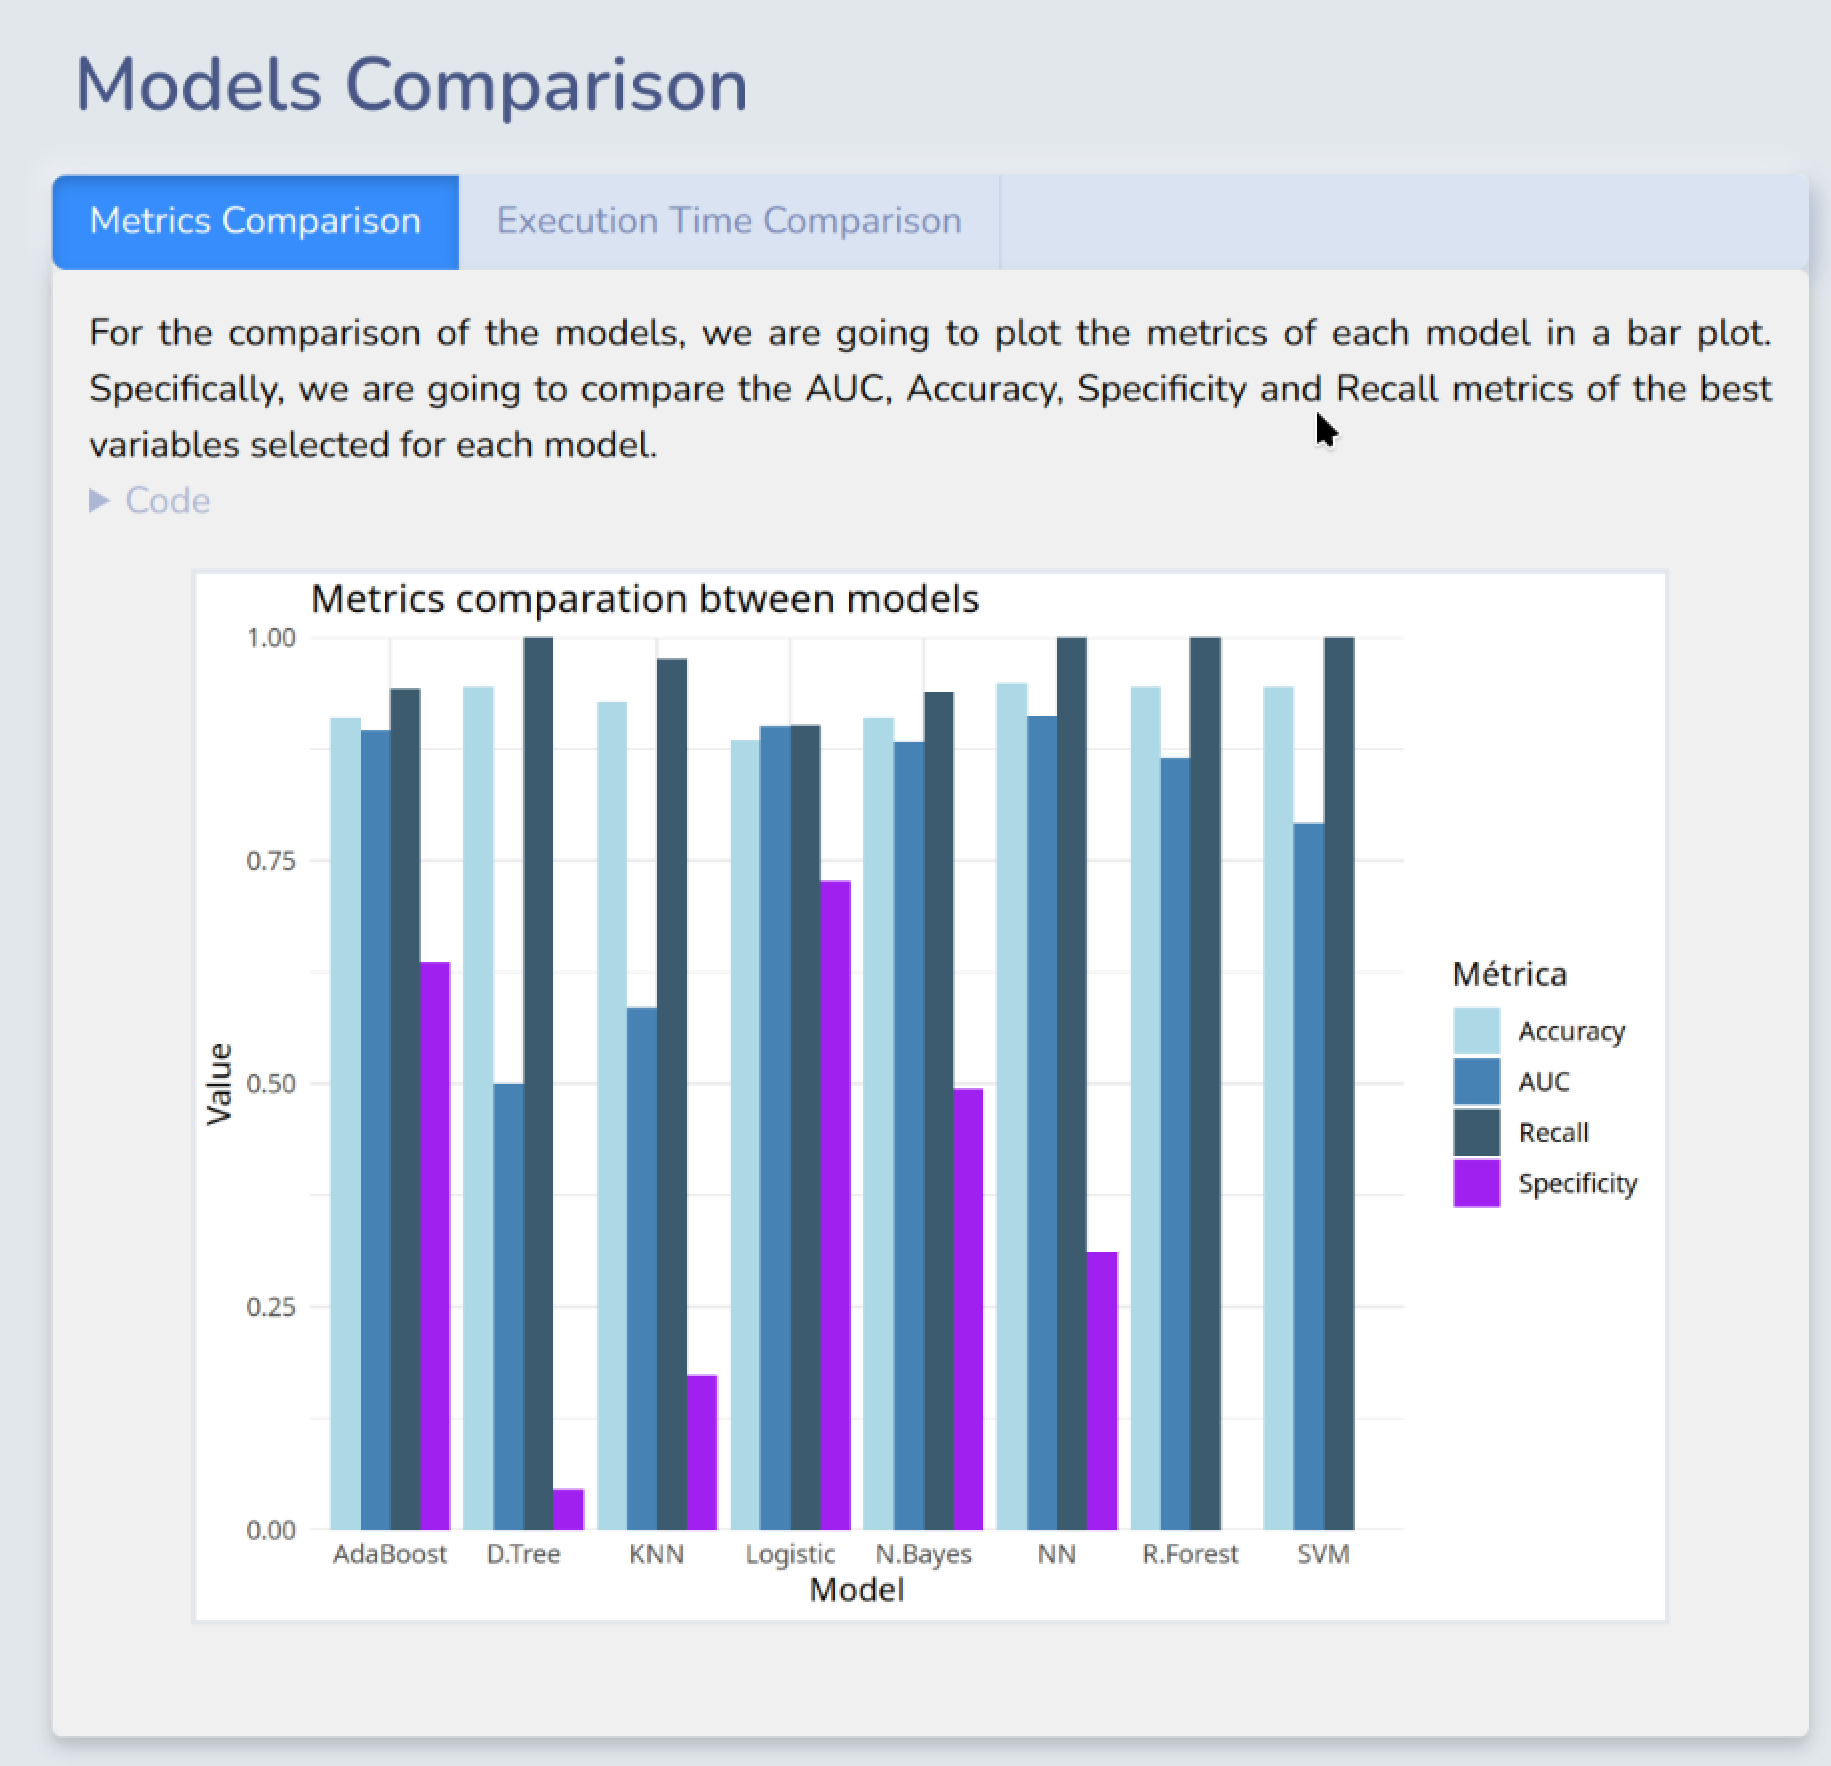 Models Comparison
Metrics Comparison
Execution Time Comparison
For the comparison of the models, we are going to plot the metrics of each model in a bar plot.
Specifically, we are going to compare the AUC, Accuracy, Specificity and Recall metrics of the best
variables selected for each model.
Code
Metrics comparation btween models
1.00
0.75
0.50
0.25
0.00
Value
AdaBoost
D.Tree
KNN
Logistic
N.Bayes
NN
R.Forest
SVM
Model
Métrica
Accuracy
AUC
Recall
Specificity